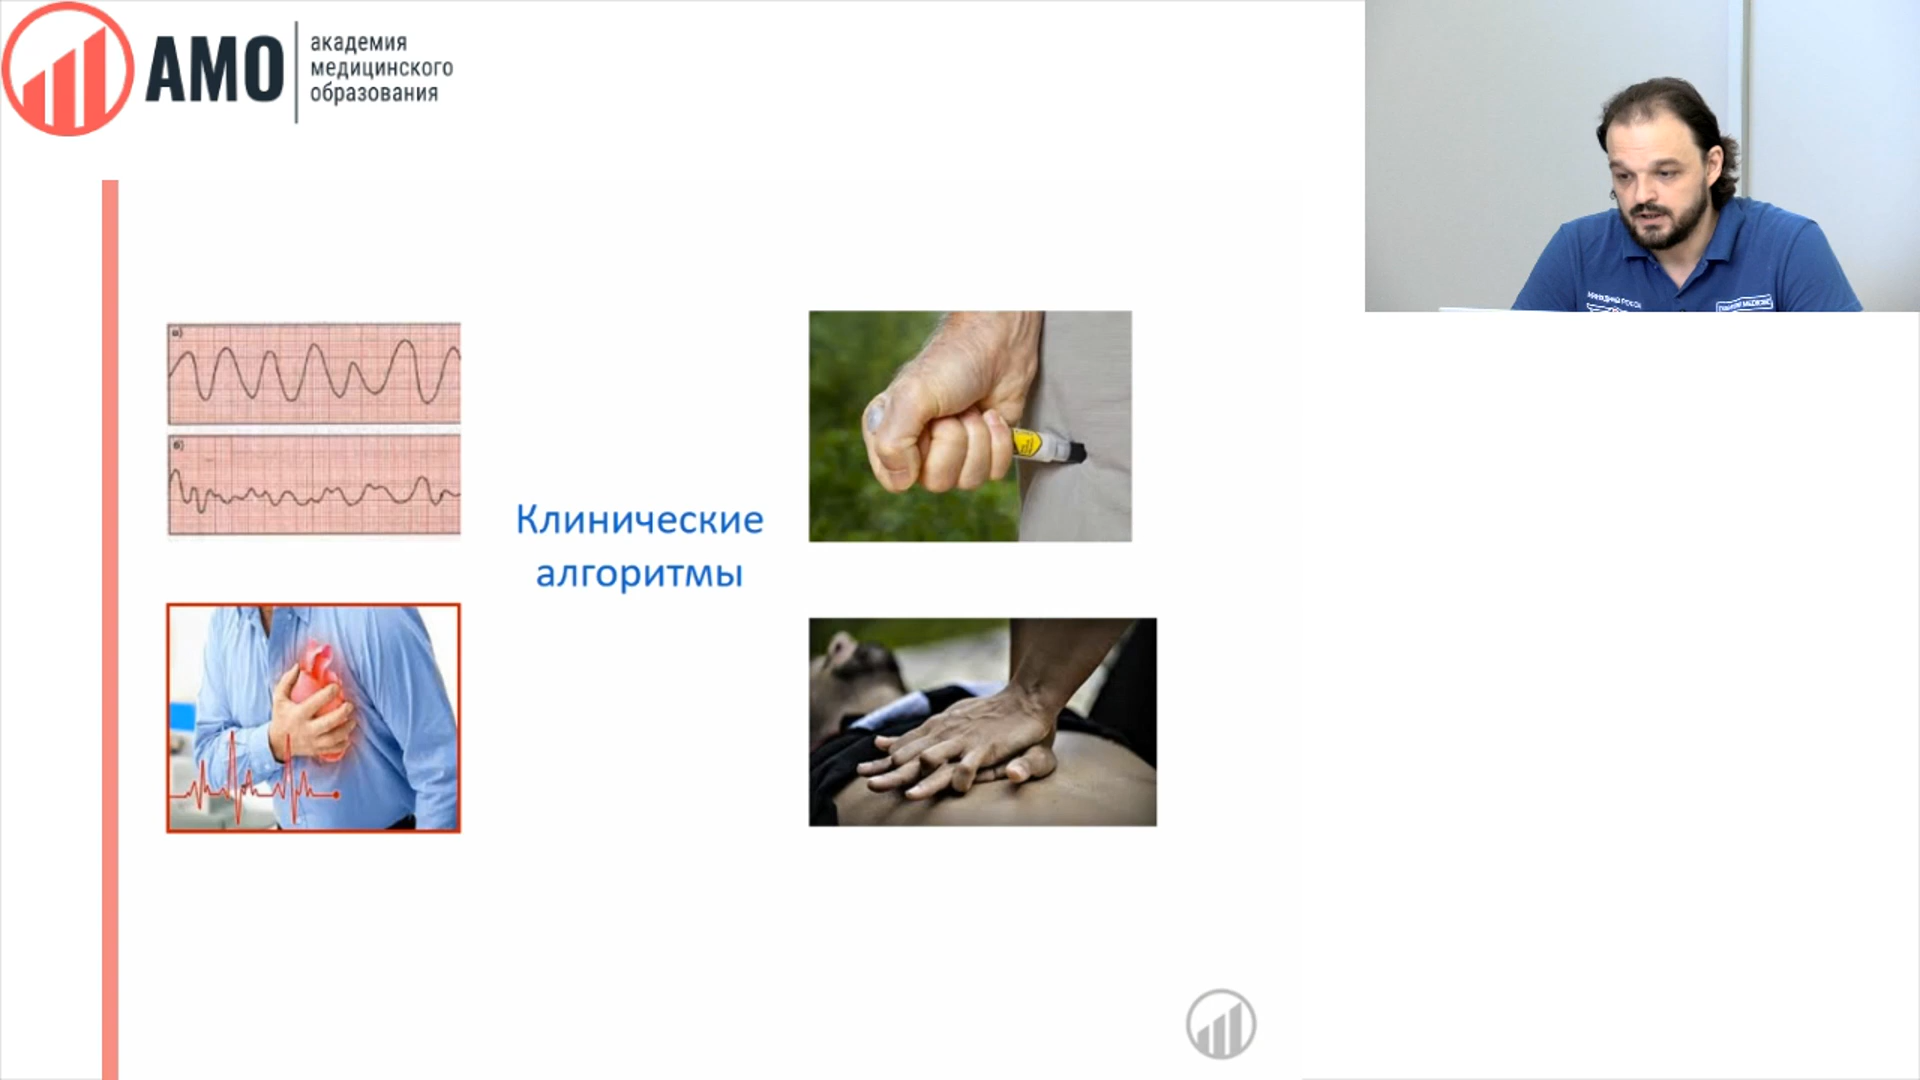 АМО
академия
медицинского
образования
а)
б)
Клинические
алгоритмы